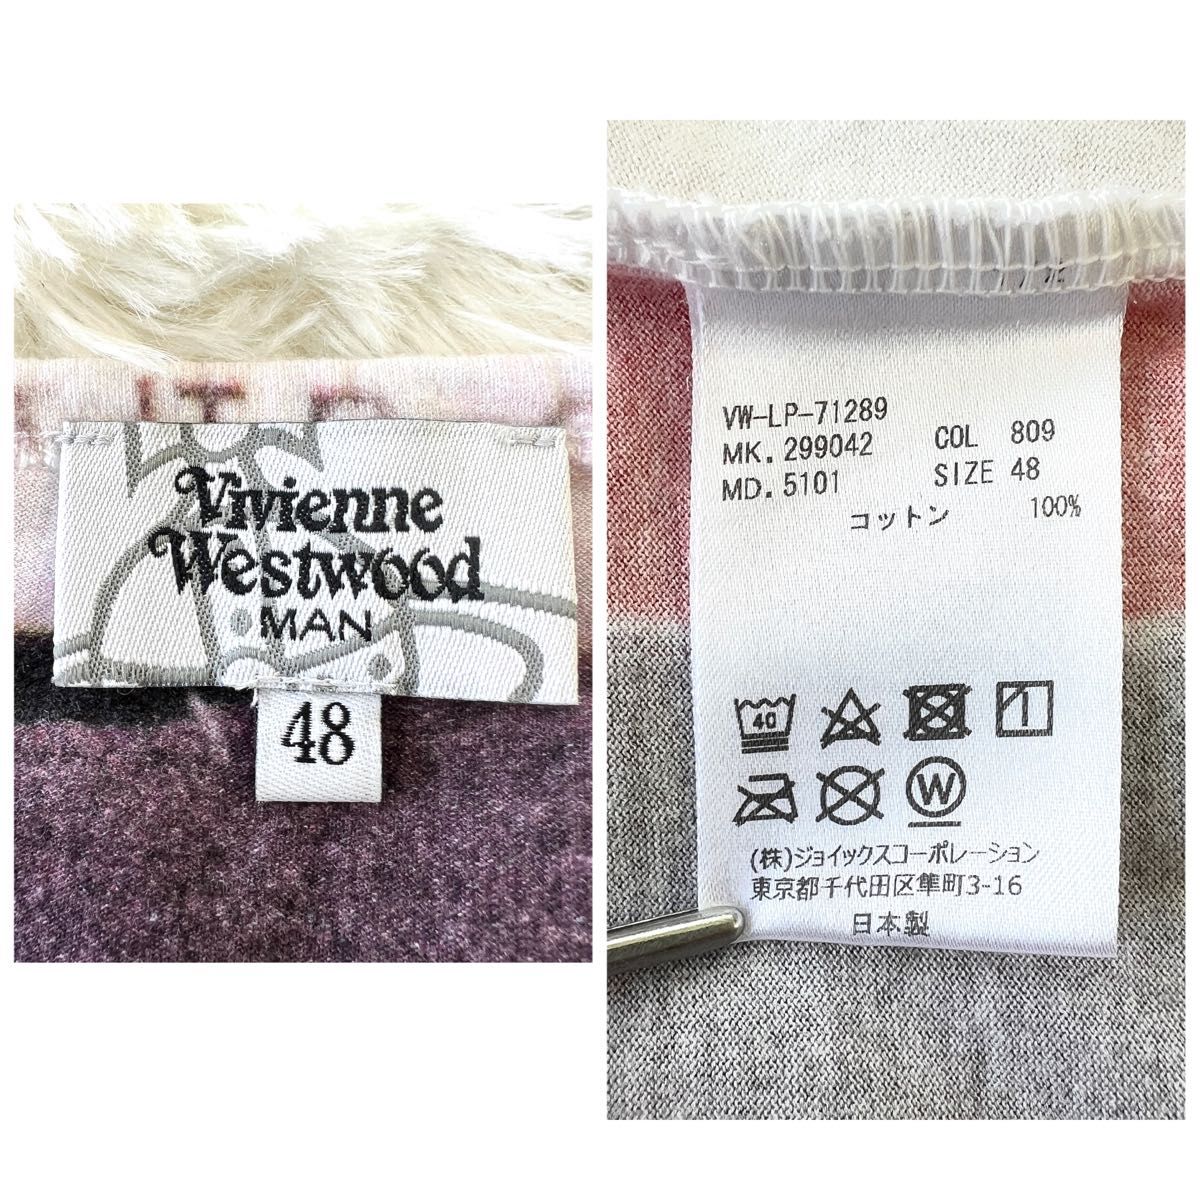 Vivienne
Westwood
MAN
48
VW-LP-71289
MK. 299042 COL 809
MD. 5101 SIZE 48
コットン 100%
40
W
(株)ジョイックスコーポレーション
東京都千代田区隼町3-16
日本製